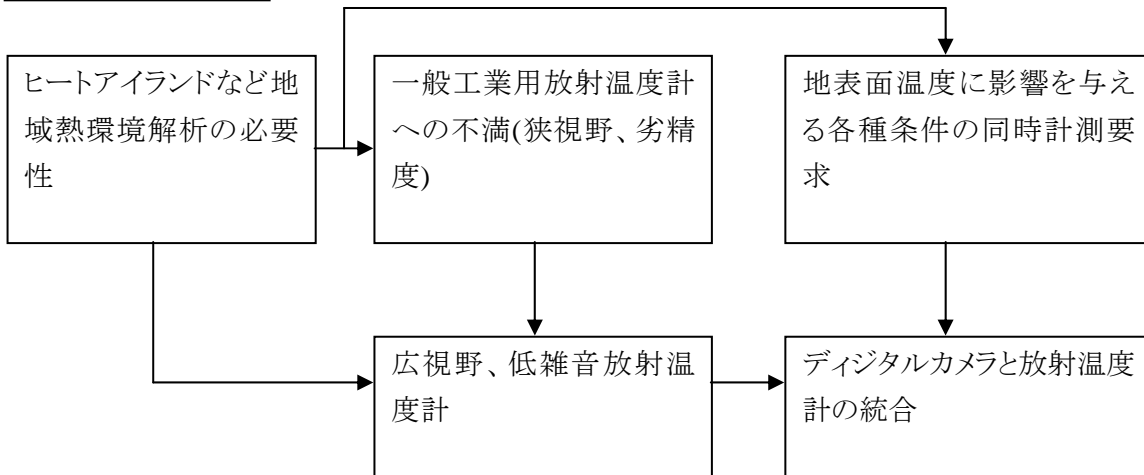 ヒートアイランドなど地
域熱環境解析の必要
性
一般工業用放射温度計
への不満(狭視野、劣精
度)
地表面温度に影響を与え
る各種条件の同時計測要
求
広視野、低雑音放射温
度計
ディジタルカメラと放射温度
計の統合